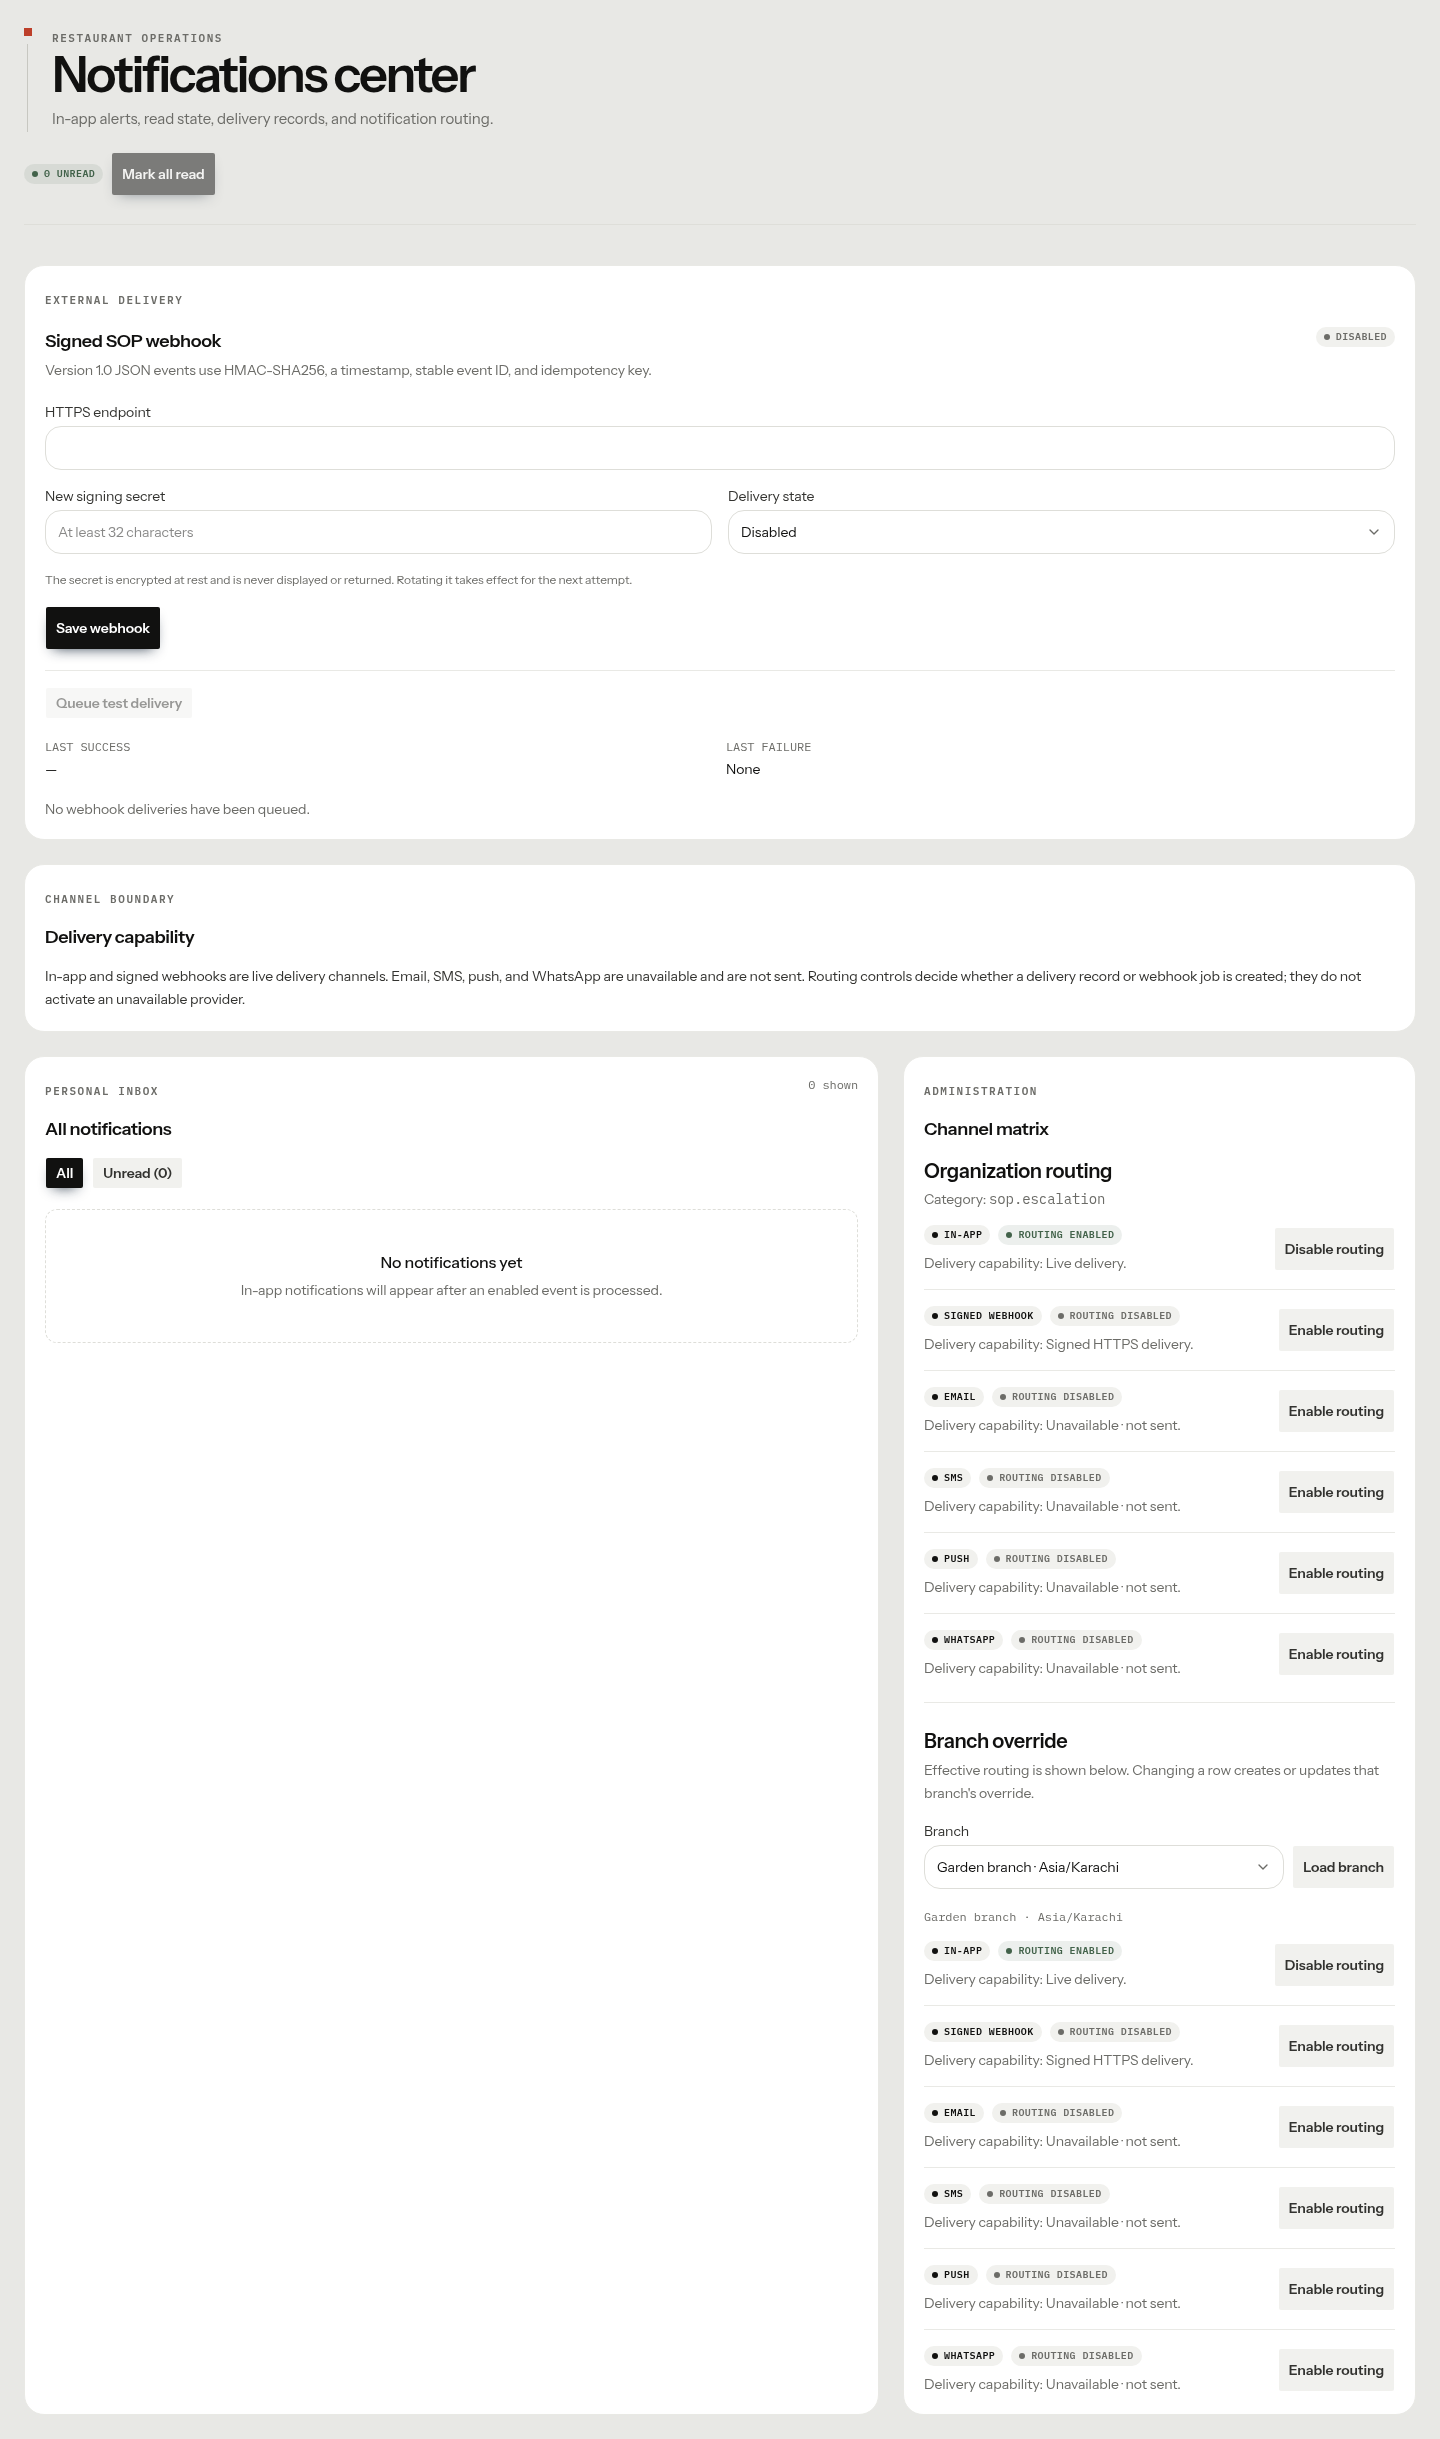 RESTAURANT OPERATIONS
Notifications center
In-app alerts, read state, delivery records, and notification routing.
0 UNREAD
Mark all read
EXTERNAL DELIVERY
Signed SOP webhook
DISABLED
Version 1.0 JSON events use HMAC-SHA256, a timestamp, stable event ID, and idempotency key.
HTTPS endpoint
New signing secret
Delivery state
At least 32 characters
Disabled
The secret is encrypted at rest and is never displayed or returned. Rotating it takes effect for the next attempt.
Save webhook
Queue test delivery
LAST SUCCESS
LAST FAILURE
—
None
No webhook deliveries have been queued.
CHANNEL BOUNDARY
Delivery capability
In-app and signed webhooks are live delivery channels. Email, SMS, push, and WhatsApp are unavailable and are not sent. Routing controls decide whether a delivery record or webhook job is created; they do not
activate an unavailable provider.
PERSONAL INBOX
0 shown
All notifications
All
Unread (0)
No notifications yet
In-app notifications will appear after an enabled event is processed.
ADMINISTRATION
Channel matrix
Organization routing
Category: sop.escalation
IN-APP
ROUTING ENABLED
Delivery capability: Live delivery.
Disable routing
SIGNED WEBHOOK
ROUTING DISABLED
Delivery capability: Signed HTTPS delivery.
Enable routing
EMAIL
ROUTING DISABLED
Delivery capability: Unavailable · not sent.
Enable routing
SMS
ROUTING DISABLED
Delivery capability: Unavailable · not sent.
Enable routing
PUSH
ROUTING DISABLED
Delivery capability: Unavailable · not sent.
Enable routing
WHATSAPP
ROUTING DISABLED
Delivery capability: Unavailable · not sent.
Enable routing
Branch override
Effective routing is shown below. Changing a row creates or updates that
branch's override.
Branch
Garden branch · Asia/Karachi
Load branch
Garden branch · Asia/Karachi
IN-APP
ROUTING ENABLED
Delivery capability: Live delivery.
Disable routing
SIGNED WEBHOOK
ROUTING DISABLED
Delivery capability: Signed HTTPS delivery.
Enable routing
EMAIL
ROUTING DISABLED
Delivery capability: Unavailable · not sent.
Enable routing
SMS
ROUTING DISABLED
Delivery capability: Unavailable · not sent.
Enable routing
PUSH
ROUTING DISABLED
Delivery capability: Unavailable · not sent.
Enable routing
WHATSAPP
ROUTING DISABLED
Delivery capability: Unavailable · not sent.
Enable routing